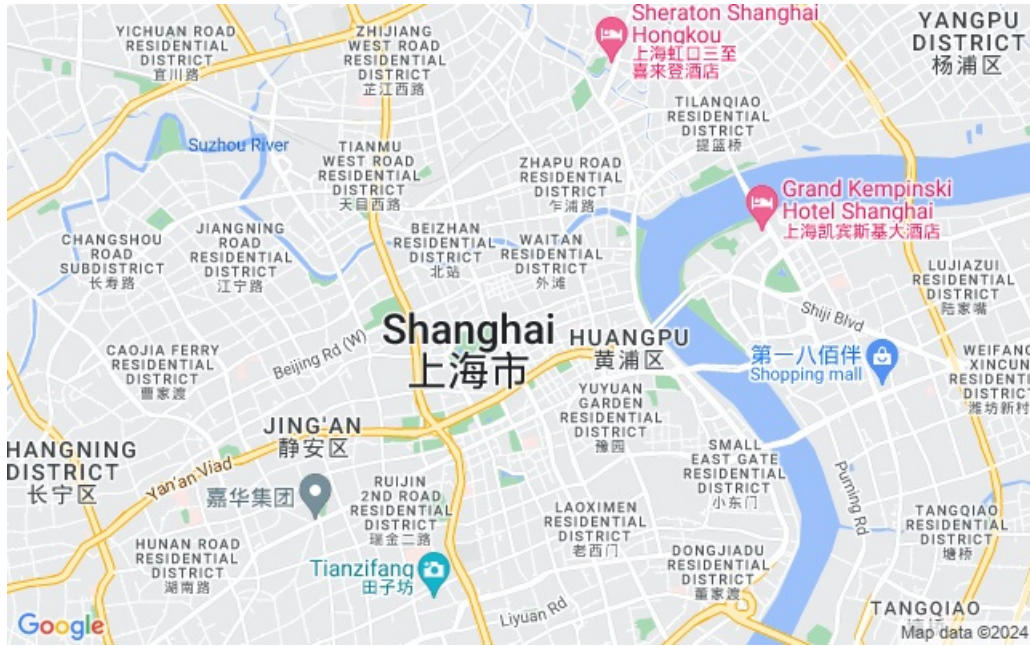 YICHUAN ROAD
RESIDENTIAL
DISTRICT
宜川路
ZHIJIANG
WEST ROAD
RESIDENTIAL
DISTRICT
芷江西路
Sheraton Shanghai
Hongkou
上海虹口三至
喜来登酒店
YANGPU
DISTRICT
杨浦区
TILANQIAO
RESIDENTIAL
DISTRICT
提篮桥
Suzhou River
TIANMU
WEST ROAD
RESIDENTIAL
DISTRICT
天目西路
ZHAPU ROAD
RESIDENTIAL
DISTRICT
乍浦路
Grand Kempinski
Hotel Shanghai
上海凯宾斯基大酒店
CHANGSHOU
ROAD
SUBDISTRICT
长寿路
JIANGNING
ROAD
RESIDENTIAL
DISTRICT
江宁路
BEIZHAN
RESIDENTIAL
DISTRICT
北站
WAITAN
RESIDENTIAL
DISTRICT
外滩
LUJIAZUI
RESIDENTIAL
DISTRICT
陆家嘴
Shiji Blvd
Shanghai
上海市
HUANGPU
黄浦区
CAOJIA FERRY
RESIDENTIAL
DISTRICT
曹家渡
Beijing Rd (W)
第一八佰伴
Shopping mall
WEIFANG
XINCUN
RESIDENTI
DISTRICT
潍坊新村
YUYUAN
GARDEN
RESIDENTIAL
DISTRICT
豫园
JING'AN
静安区
HANGNING
DISTRICT
长宁区
Yan'an Viad
SMALL
EAST GATE
RESIDENTIAL
DISTRICT
小东门
Puming Rd
嘉华集团
RUIJIN
2ND ROAD
RESIDENTIAL
DISTRICT
瑞金二路
LAOXIMEN
RESIDENTIAL
DISTRICT
老西门
TANGQIAO
RESIDENTIAL
DISTRICT
塘桥
HUNAN ROAD
RESIDENTIAL
DISTRICT
湖南路
Tianzifang
田子坊
DONGJIADU
RESIDENTIAL
DISTRICT
董家渡
Liyuan Rd
TANGQIAO
Google
Map data ©2024